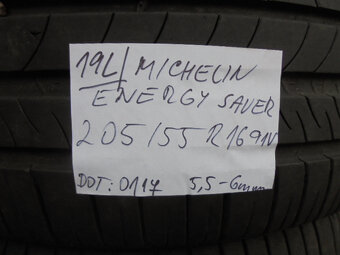 19L/ MICHELIN
ENERGY SAVER
205/55 R16 91V
DOT: 0117 5,5-6mm